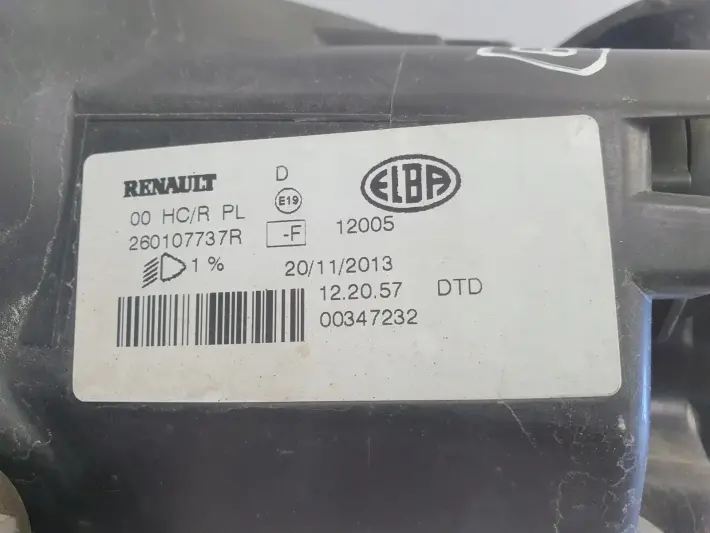 RENAULT D ELBA
00 HC/R PL E19
260107737R -F 12005
1 % 20/11/2013
12.20.57 DTD
00347232